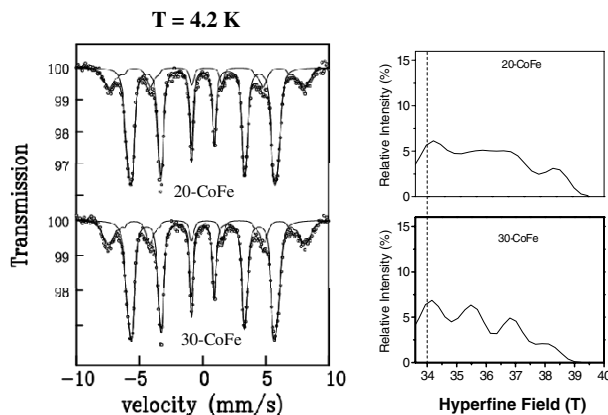 T = 4.2 K
100
99
98
97
96
20-CoFe
100
99
98
30-CoFe
Transmission
-10
-5
0
5
10
velocity (mm/s)
20-CoFe
15
10
5
0
Relative Intensity (%)
30-CoFe
15
10
5
0
Relative Intensity (%)
34 35 36 37 38 39 40
Hyperfine Field (T)